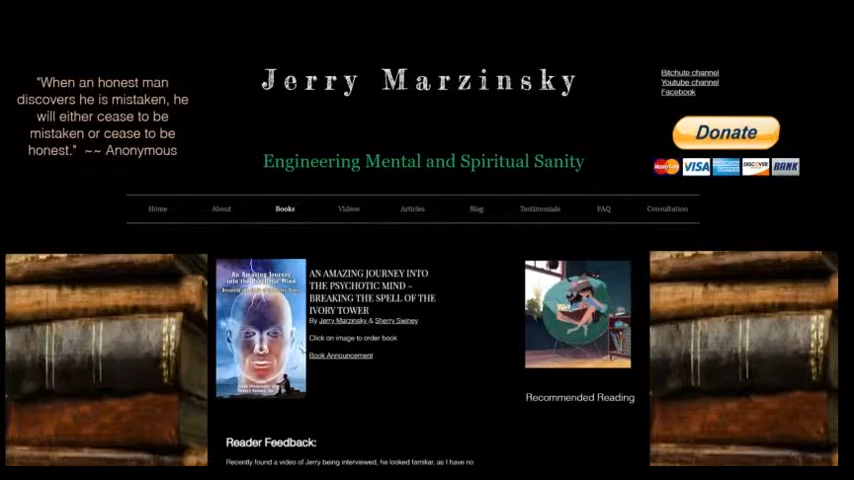 "When an honest man
discovers he is mistaken, he
will either cease to be
mistaken or cease to be
honest." ~~ Anonymous
Jerry Marzinsky
Engineering Mental and Spiritual Sanity
Bitchute channel
Youtube channel
Facebook
Donate
MasterCard VISA DISCOVER BANK
Home About Books Videos Articles Blog Testimonials FAQ Consultation
An Amazing Journey
into the Psychotic Mind
AN AMAZING JOURNEY INTO
THE PSYCHOTIC MIND ~
BREAKING THE SPELL OF THE
IVORY TOWER
By Jerry Marzinsky & Sherry Swiney
Click on image to order book
Book Announcement
Recommended Reading
Reader Feedback:
Recently found a video of Jerry being interviewed, he looked familiar, as I have no